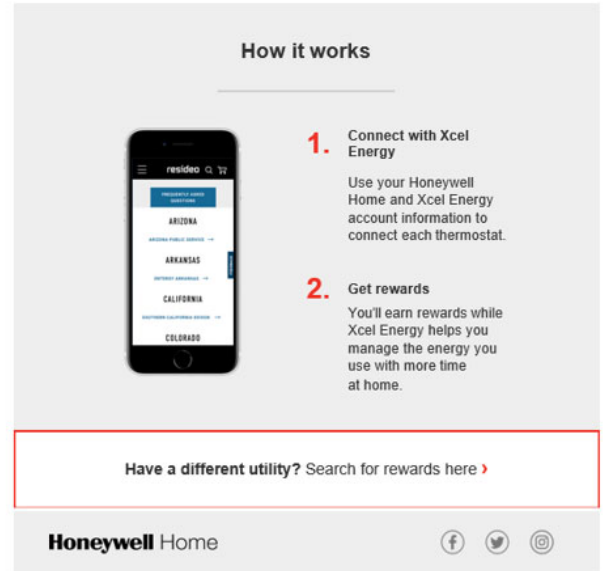 How it works
resideo
FREQUENTLY ASKED
QUESTIONS
ARIZONA
ARIZONA PUBLIC SERVICE →
ARKANSAS
ENTERGY ARKANSAS →
CALIFORNIA
SOUTHERN CALIFORNIA EDISON →
COLORADO
1. Connect with Xcel
Energy
Use your Honeywell
Home and Xcel Energy
account information to
connect each thermostat.
2. Get rewards
You'll earn rewards while
Xcel Energy helps you
manage the energy you
use with more time
at home.
Have a different utility? Search for rewards here ›
Honeywell Home